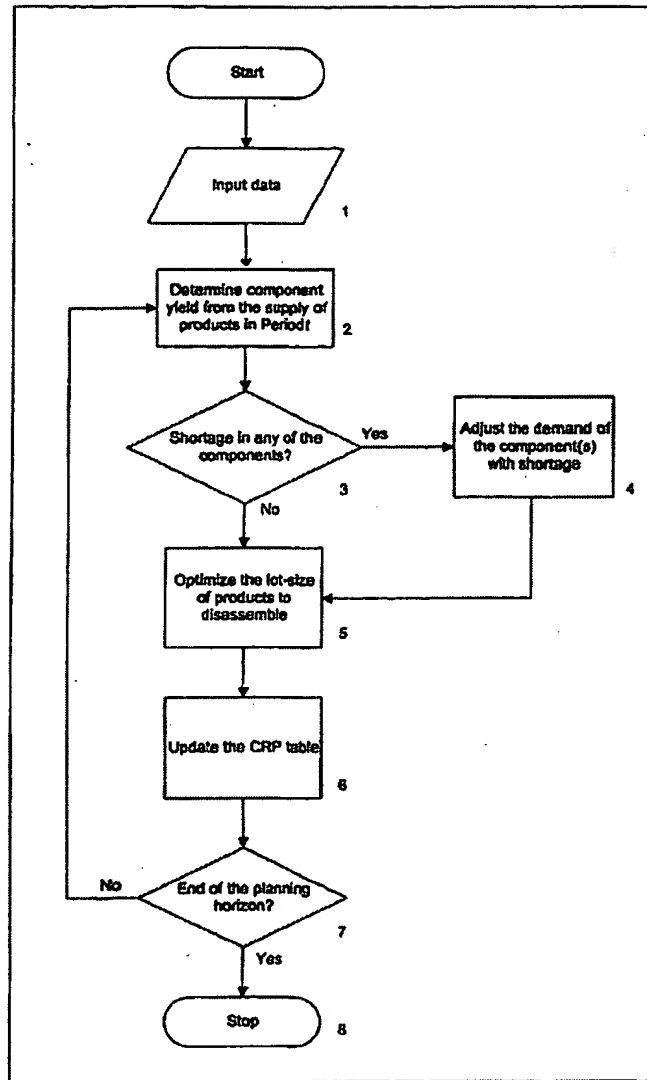 Start
Input data
1
Determine component
yield from the supply of
products in Period t
2
Shortage in any of the
components?
3
Yes
Adjust the demand of
the component(s)
with shortage
4
No
Optimize the lot-size
of products to
disassemble
5
Update the CRP table
6
No
End of the planning
horizon?
7
Yes
Stop
8